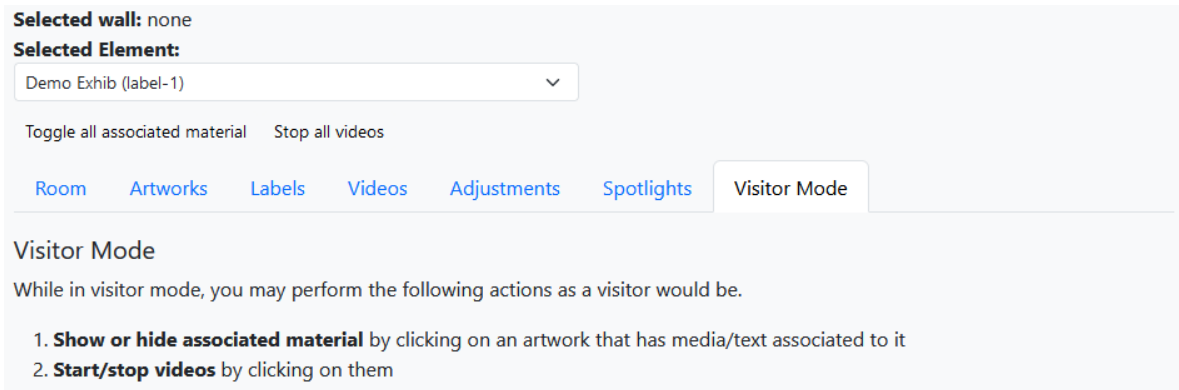 Selected wall: none
Selected Element:
Demo Exhib (label-1)
Toggle all associated material Stop all videos
Room Artworks Labels Videos Adjustments Spotlights Visitor Mode
Visitor Mode
While in visitor mode, you may perform the following actions as a visitor would be.
1. Show or hide associated material by clicking on an artwork that has media/text associated to it
2. Start/stop videos by clicking on them